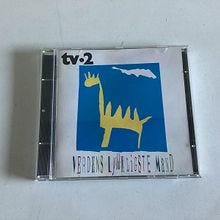 tv·2
VERDENS LYKKELIGSTE MAND